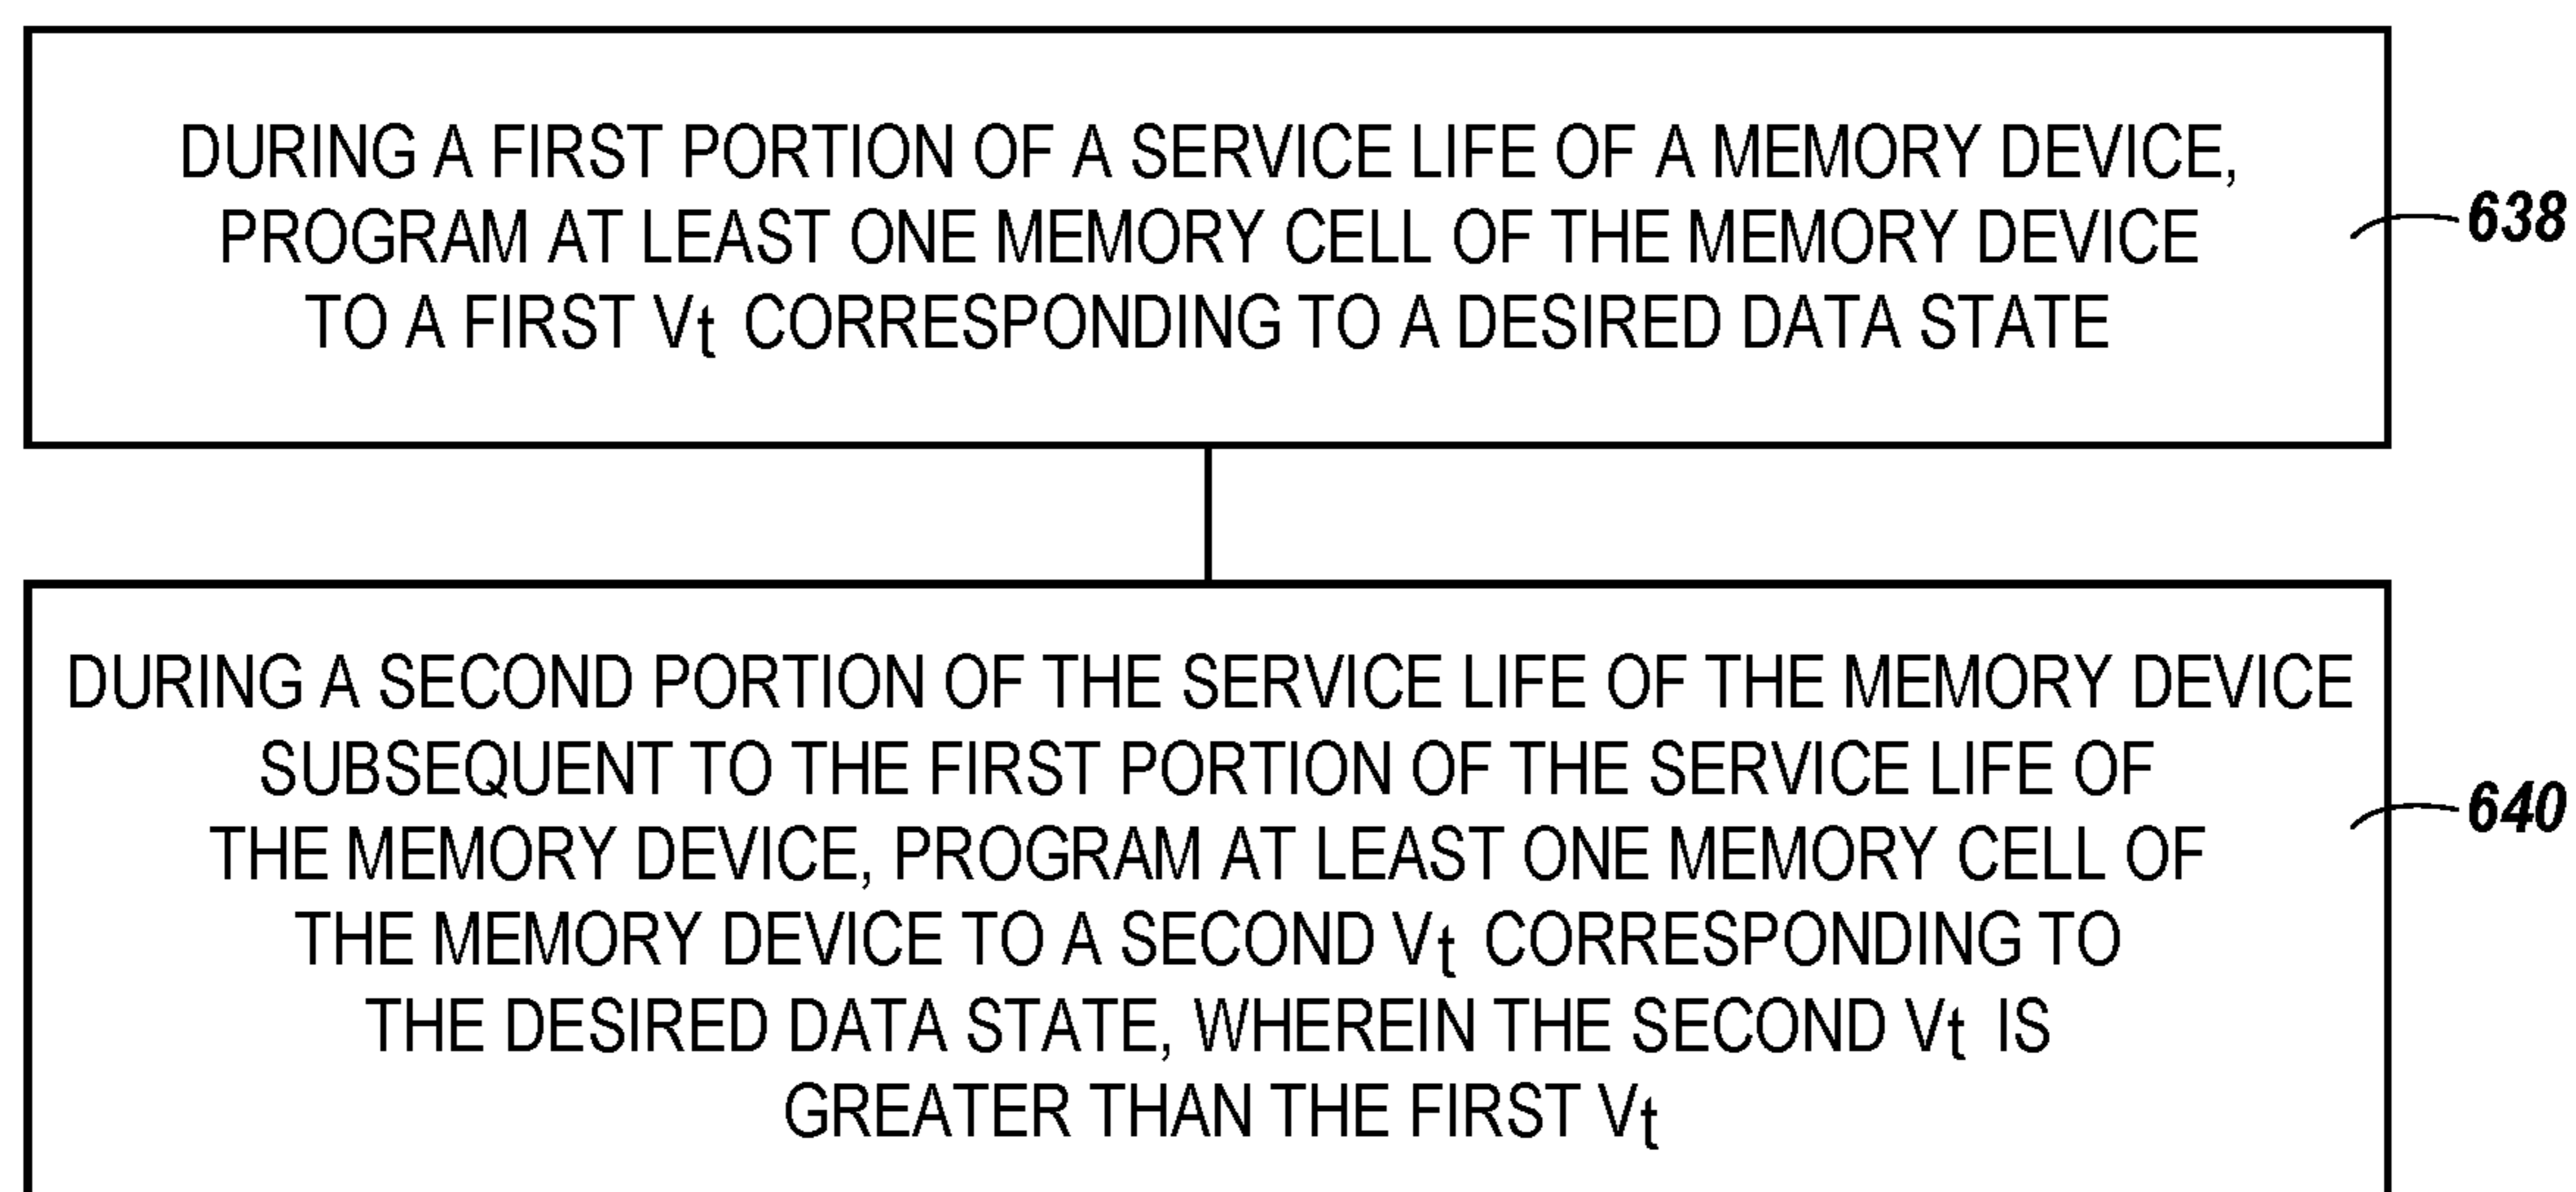 DURING A FIRST PORTION OF A SERVICE LIFE OF A MEMORY DEVICE,
PROGRAM AT LEAST ONE MEMORY CELL OF THE MEMORY DEVICE
TO A FIRST Vt CORRESPONDING TO A DESIRED DATA STATE
638
DURING A SECOND PORTION OF THE SERVICE LIFE OF THE MEMORY DEVICE
SUBSEQUENT TO THE FIRST PORTION OF THE SERVICE LIFE OF
THE MEMORY DEVICE, PROGRAM AT LEAST ONE MEMORY CELL OF
THE MEMORY DEVICE TO A SECOND Vt CORRESPONDING TO
THE DESIRED DATA STATE, WHEREIN THE SECOND Vt IS
GREATER THAN THE FIRST Vt
640